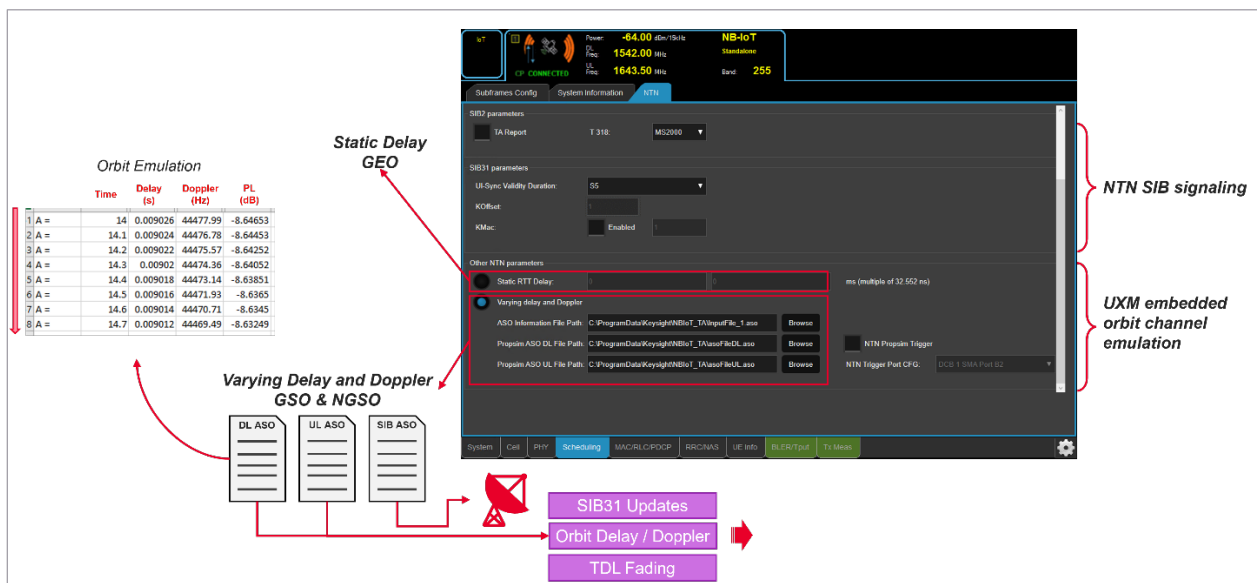 IoT
1
Power: -64.00 dBm/15kHz
NB-IoT
DL Freq: 1542.00 MHz
Standalone
UL Freq: 1643.50 MHz
Band: 255
CP CONNECTED
Subframes Config System Information NTN
SIB2 parameters
TA Report T 318: MS2000
SIB31 parameters
Ul-Sync Validity Duration: S5
KOffset: 1
KMac: Enabled 1
Other NTN parameters
Static RTT Delay: 0 ms (multiple of 32.552 ns)
Varying delay and Doppler
ASO Information File Path: C:\ProgramData\Keysight\NBIoT_TA\InputFile_1.aso Browse
Propsim ASO DL File Path: C:\ProgramData\Keysight\NBIoT_TA\asoFileDL.aso Browse NTN Propsim Trigger
Propsim ASO UL File Path: C:\ProgramData\Keysight\NBIoT_TA\asoFileUL.aso Browse NTN Trigger Port CFG: DCB 1 SMA Port B2
System Cell PHY Scheduling MAC/RLC/PDCP RRC/NAS UE Info BLER/Tput Tx Meas
Static Delay
GEO
NTN SIB signaling
UXM embedded
orbit channel
emulation
Orbit Emulation
Time Delay (s) Doppler (Hz) PL (dB)
1 A = 14 0.009026 44477.99 -8.64653
2 A = 14.1 0.009024 44476.78 -8.64453
3 A = 14.2 0.009022 44475.57 -8.64252
4 A = 14.3 0.00902 44474.36 -8.64052
5 A = 14.4 0.009018 44473.14 -8.63851
6 A = 14.5 0.009016 44471.93 -8.6365
7 A = 14.6 0.009014 44470.71 -8.6345
8 A = 14.7 0.009012 44469.49 -8.63249
Varying Delay and Doppler
GSO & NGSO
DL ASO UL ASO SIB ASO
SIB31 Updates
Orbit Delay / Doppler
TDL Fading